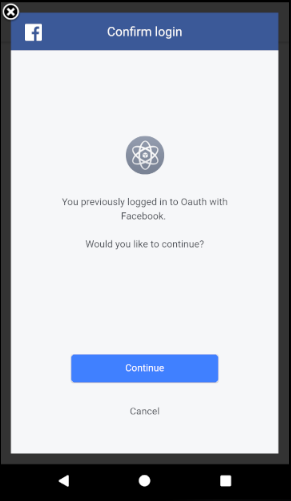 Confirm login
You previously logged in to Oauth with
Facebook.
Would you like to continue?
Continue
Cancel